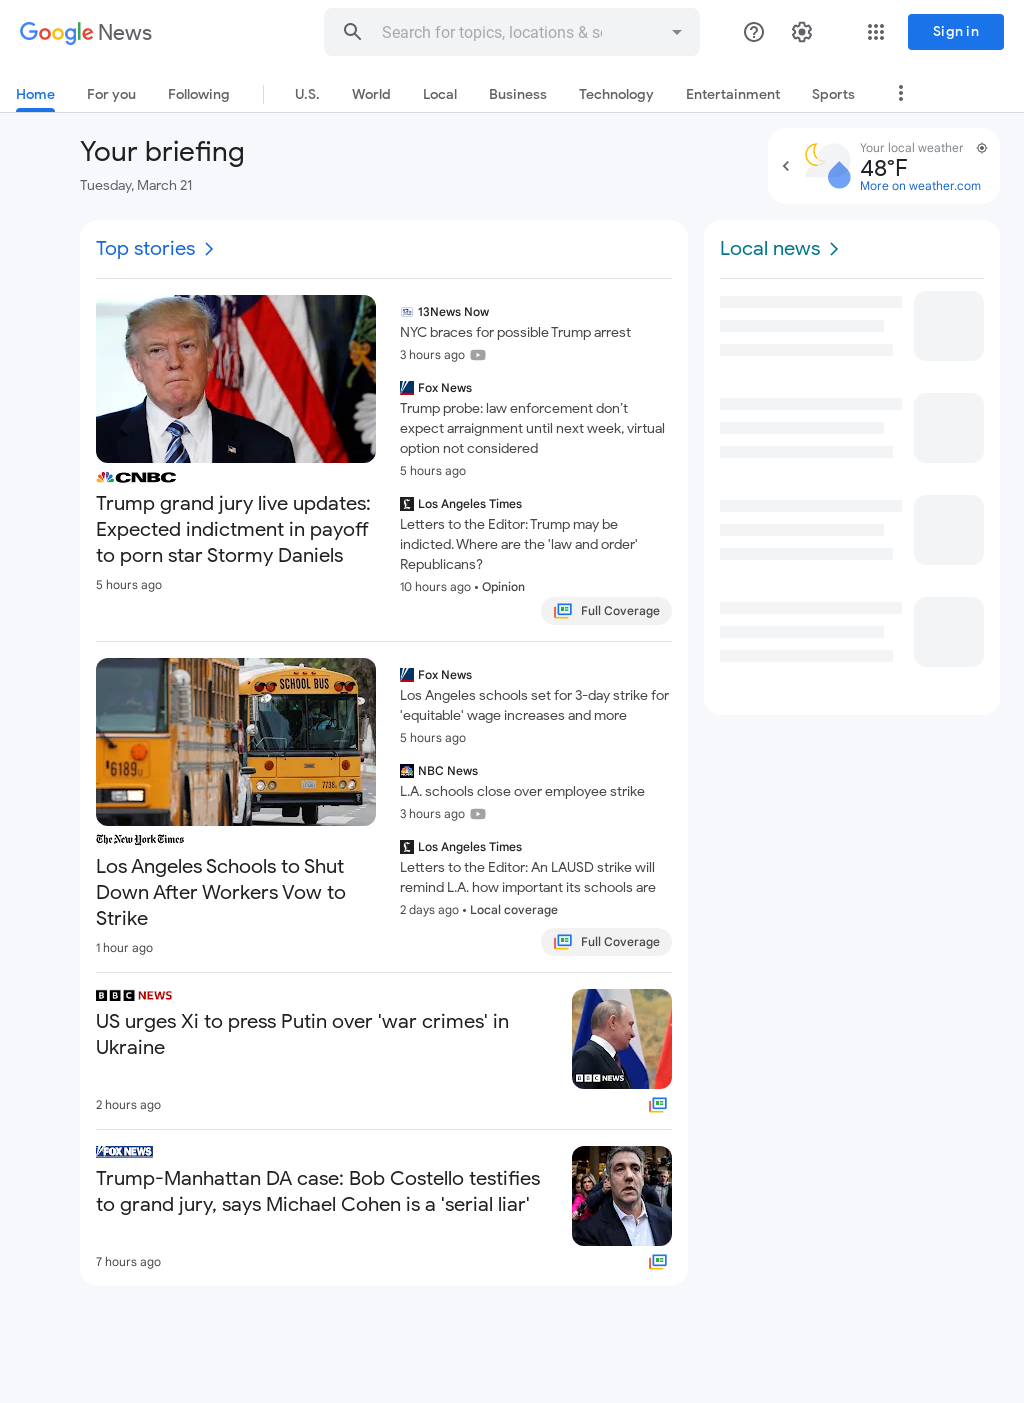 Google News
Search for topics, locations & so
Sign in
Home
For you
Following
U.S.
World
Local
Business
Technology
Entertainment
Sports
Your briefing
Tuesday, March 21
Your local weather
48°F
More on weather.com
Top stories
CNBC
Trump grand jury live updates:
Expected indictment in payoff
to porn star Stormy Daniels
5 hours ago
13News Now
NYC braces for possible Trump arrest
3 hours ago
Fox News
Trump probe: law enforcement don’t
expect arraignment until next week, virtual
option not considered
5 hours ago
Los Angeles Times
Letters to the Editor: Trump may be
indicted. Where are the 'law and order'
Republicans?
10 hours ago • Opinion
Full Coverage
SCHOOL BUS
6189
7738
The New York Times
Los Angeles Schools to Shut
Down After Workers Vow to
Strike
1 hour ago
Fox News
Los Angeles schools set for 3-day strike for
'equitable' wage increases and more
5 hours ago
NBC News
L.A. schools close over employee strike
3 hours ago
Los Angeles Times
Letters to the Editor: An LAUSD strike will
remind L.A. how important its schools are
2 days ago • Local coverage
Full Coverage
BBC NEWS
US urges Xi to press Putin over 'war crimes' in
Ukraine
2 hours ago
BBC NEWS
FOX NEWS
Trump-Manhattan DA case: Bob Costello testifies
to grand jury, says Michael Cohen is a 'serial liar'
7 hours ago
Local news